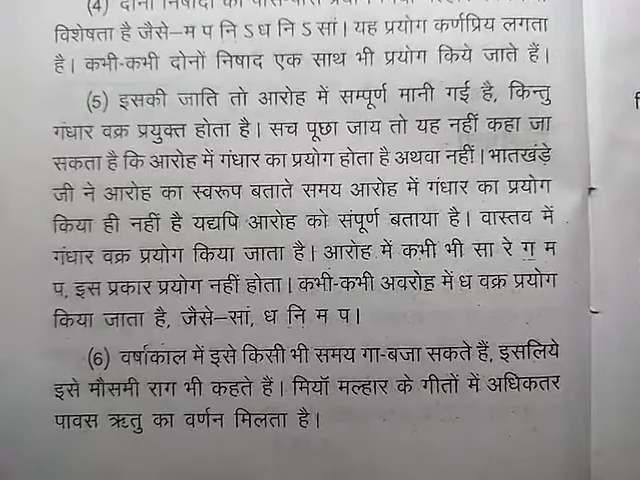 (4) दोनों निषादों का पास-पास प्रयोग
विशेषता है जैसे—म प नि ऽ ध नि ऽ सां। यह प्रयोग कर्णप्रिय लगता
है। कभी-कभी दोनों निषाद एक साथ भी प्रयोग किये जाते हैं।
(5) इसकी जाति तो आरोह में सम्पूर्ण मानी गई है, किन्तु
गंधार वक्र प्रयुक्त होता है। सच पूछा जाय तो यह नहीं कहा जा
सकता है कि आरोह में गंधार का प्रयोग होता है अथवा नहीं। भातखंड़े
जी ने आरोह का स्वरूप बताते समय आरोह में गंधार का प्रयोग
किया ही नहीं है यद्यपि आरोह को संपूर्ण बताया है। वास्तव में
गंधार वक्र प्रयोग किया जाता है। आरोह में कभी भी सा रे ग॒ म
प, इस प्रकार प्रयोग नहीं होता। कभी-कभी अवरोह में ध वक्र प्रयोग
किया जाता है, जैसे—सां, ध नि॒ म प।
(6) वर्षाकाल में इसे किसी भी समय गा-बजा सकते हैं, इसलिये
इसे मौसमी राग भी कहते हैं। मियाँ मल्हार के गीतों में अधिकतर
पावस ऋतु का वर्णन मिलता है।